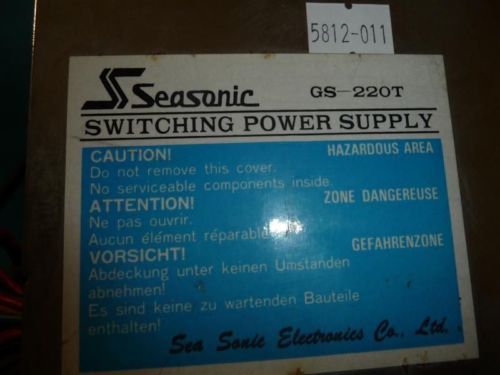 5812-011
Seasonic GS-220T
SWITCHING POWER SUPPLY
CAUTION! HAZARDOUS AREA
Do not remove this cover.
No serviceable components inside.
ATTENTION! ZONE DANGEREUSE
Ne pas ouvrir.
Aucun élément réparable
VORSICHT! GEFAHRENZONE
Abdeckung unter keinen Umstanden
abnehmen!
Es sind keine zu wartenden Bauteile
enthalten!
Sea Sonic Electronics Co., Ltd.